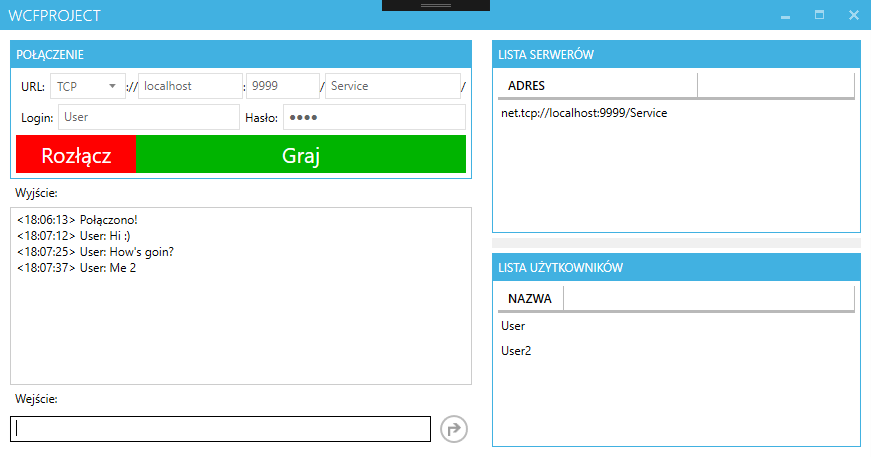 WCFPROJECT
POŁĄCZENIE
URL: TCP :// localhost : 9999 / Service /
Login: User Hasło: ●●●●
Rozłącz Graj
Wyjście:
<18:06:13> Połączono!
<18:07:12> User: Hi :)
<18:07:25> User: How's goin?
<18:07:37> User: Me 2
Wejście:
LISTA SERWERÓW
ADRES
net.tcp://localhost:9999/Service
LISTA UŻYTKOWNIKÓW
NAZWA
User
User2